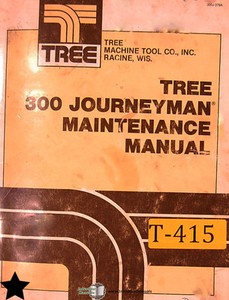 TREE
TREE
MACHINE TOOL CO., INC.
RACINE, WIS.
TREE
300 JOURNEYMAN®
MAINTENANCE
MANUAL
T-415